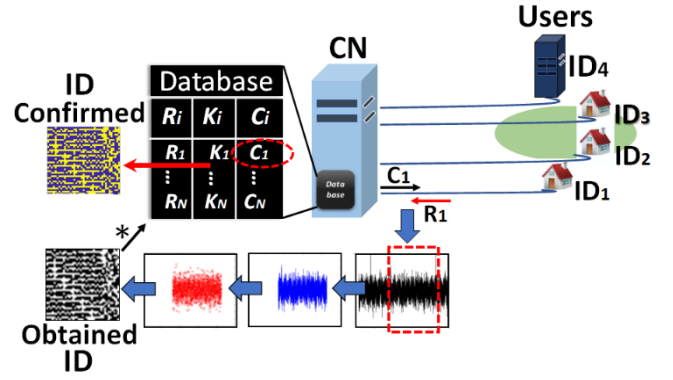 Users
CN
ID
Confirmed
Database
Ri Ki Ci
R1 K1 C1
⋮ ⋮ ⋮
RN KN CN
Data
base
ID4
ID3
ID2
ID1
C1
R1
*
Obtained
ID